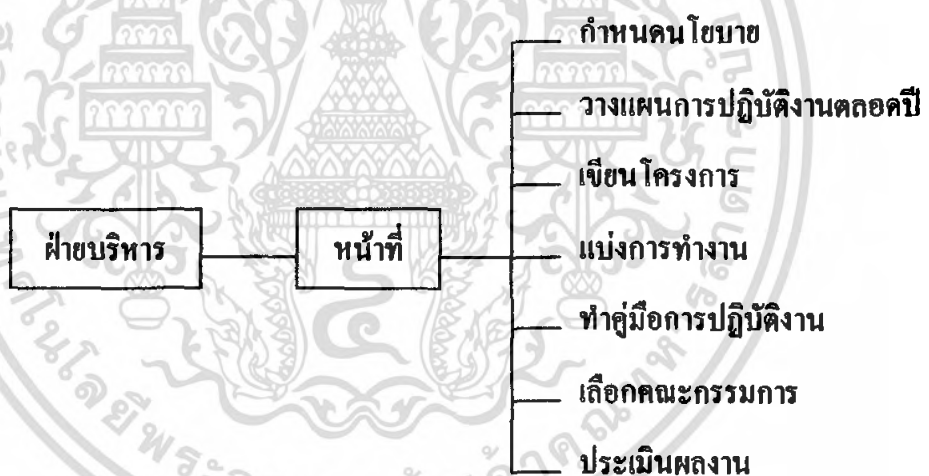 กำหนดนโยบาย
วางแผนการปฏิบัติงานตลอดปี
เขียนโครงการ
ฝ่ายบริหาร
หน้าที่
แบ่งการทำงาน
ทำคู่มือการปฏิบัติงาน
เลือกคณะกรรมการ
ประเมินผลงาน